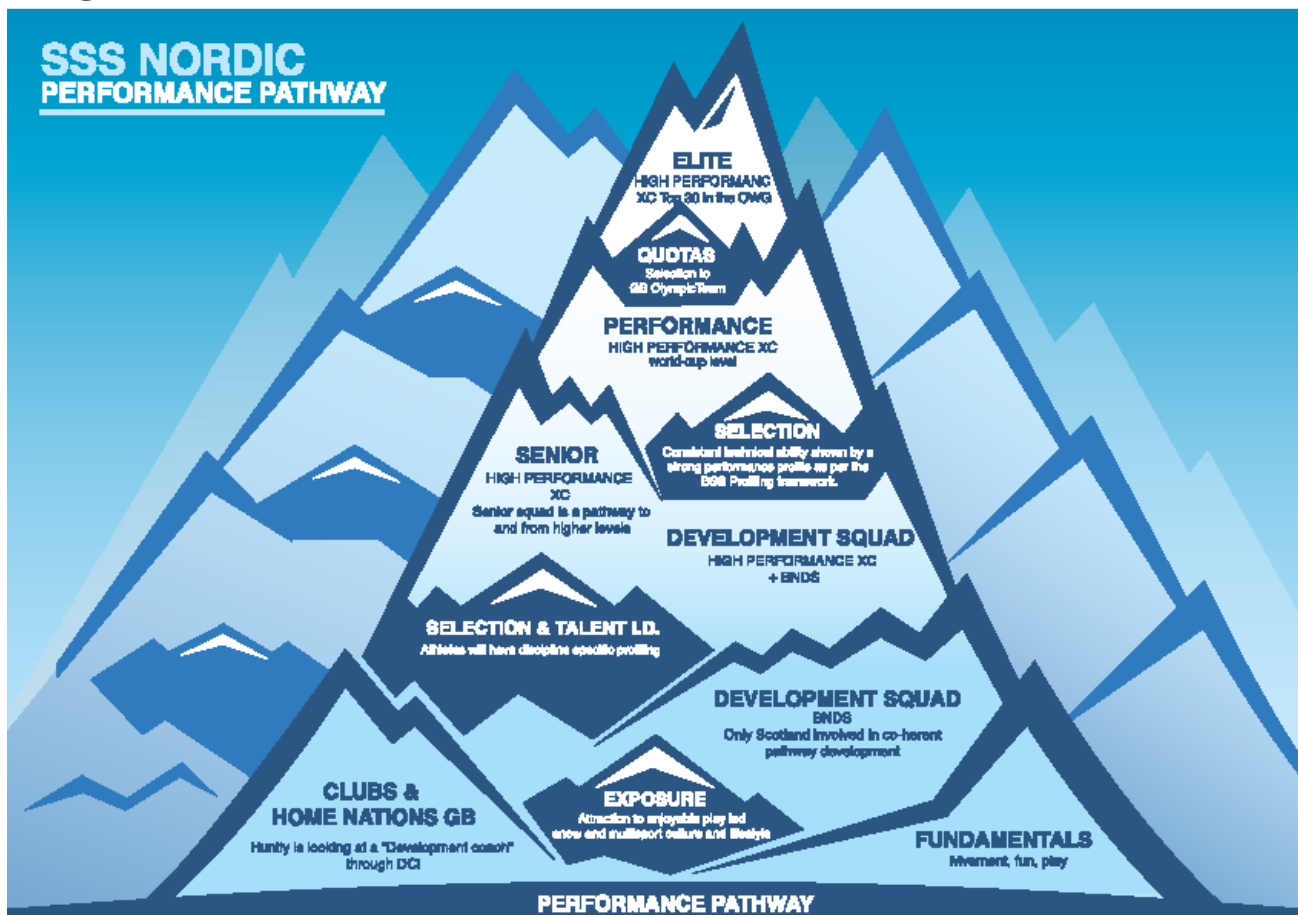 SSS NORDIC
PERFORMANCE PATHWAY
ELITE
HIGH PERFORMANC
XC Top 30 in the OWG
QUOTAS
Selection to
GB Olympic Team
PERFORMANCE
HIGH PERFORMANCE XC
world-cup level
SELECTION
Consistant technical ability shown by a
strong performance profile as per the
Profiling framework.
SENIOR
HIGH PERFORMANCE
XC
Senior squad is a pathway to
and from higher levels
DEVELOPMENT SQUAD
HIGH PERFORMANCE XC
+ BNDS
SELECTION & TALENT I.D.
Athletes will have discipline specific profiling
DEVELOPMENT SQUAD
BNDS
Only Scotland involved in co-herent
pathway development
EXPOSURE
Attraction to enjoyable play led
snow and multisport culture and lifestyle
CLUBS &
HOME NATIONS GB
is looking at a "Development coach"
through DCI
FUNDAMENTALS
Mvement, fun, play
PERFORMANCE PATHWAY